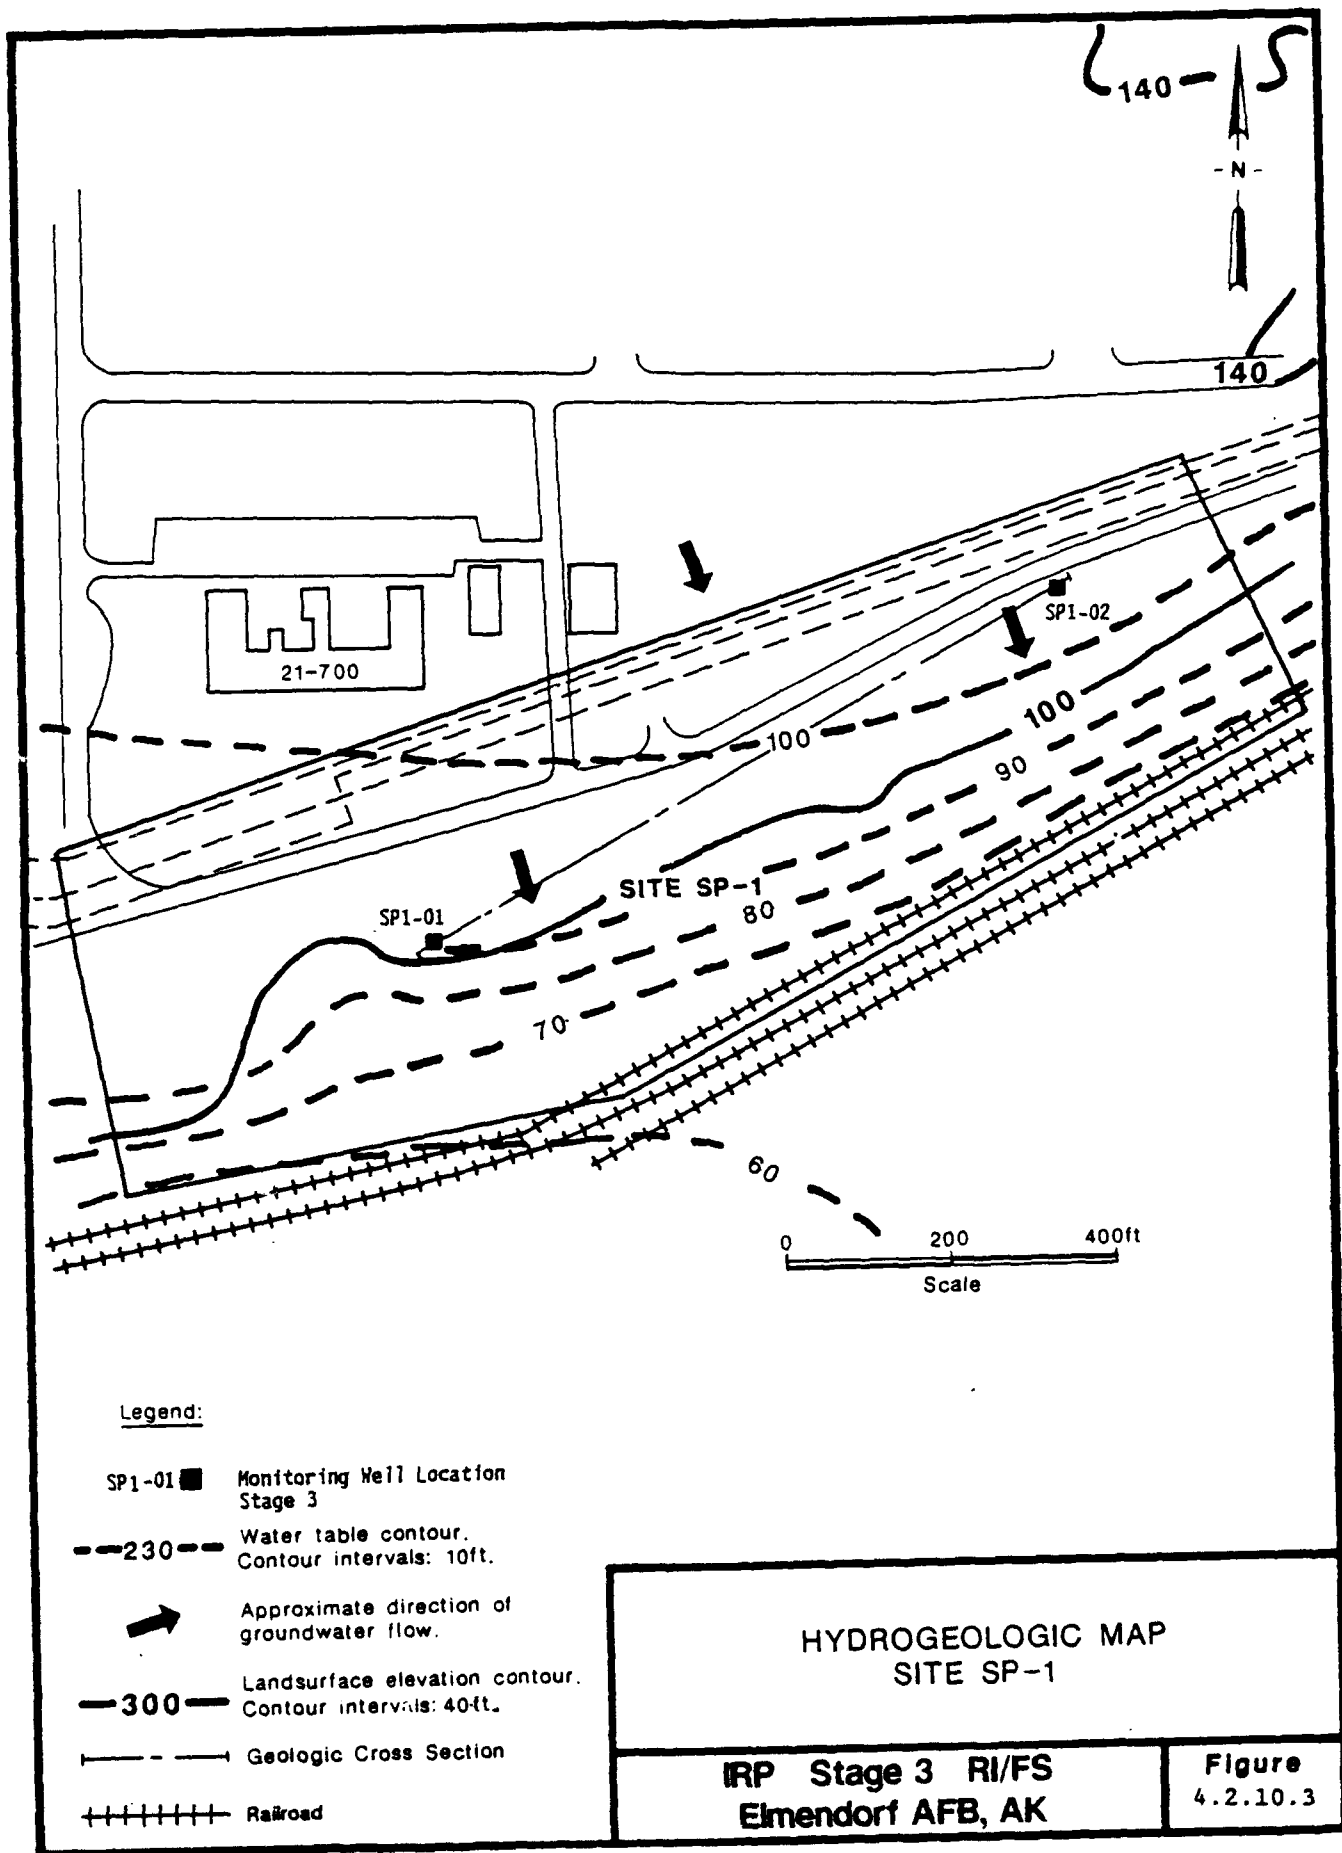 140
- N -
140
SP1-02
21-700
100
100
90
SITE SP-1
SP1-01
80
70
60
0 200 400ft
Scale
Legend:
SP1-01 Monitoring Well Location
Stage 3
230 Water table contour.
Contour intervals: 10ft.
Approximate direction of
groundwater flow.
300 Landsurface elevation contour.
Contour intervals: 40ft.
Geologic Cross Section
Railroad
HYDROGEOLOGIC MAP
SITE SP-1
IRP Stage 3 RI/FS
Elmendorf AFB, AK
Figure
4.2.10.3